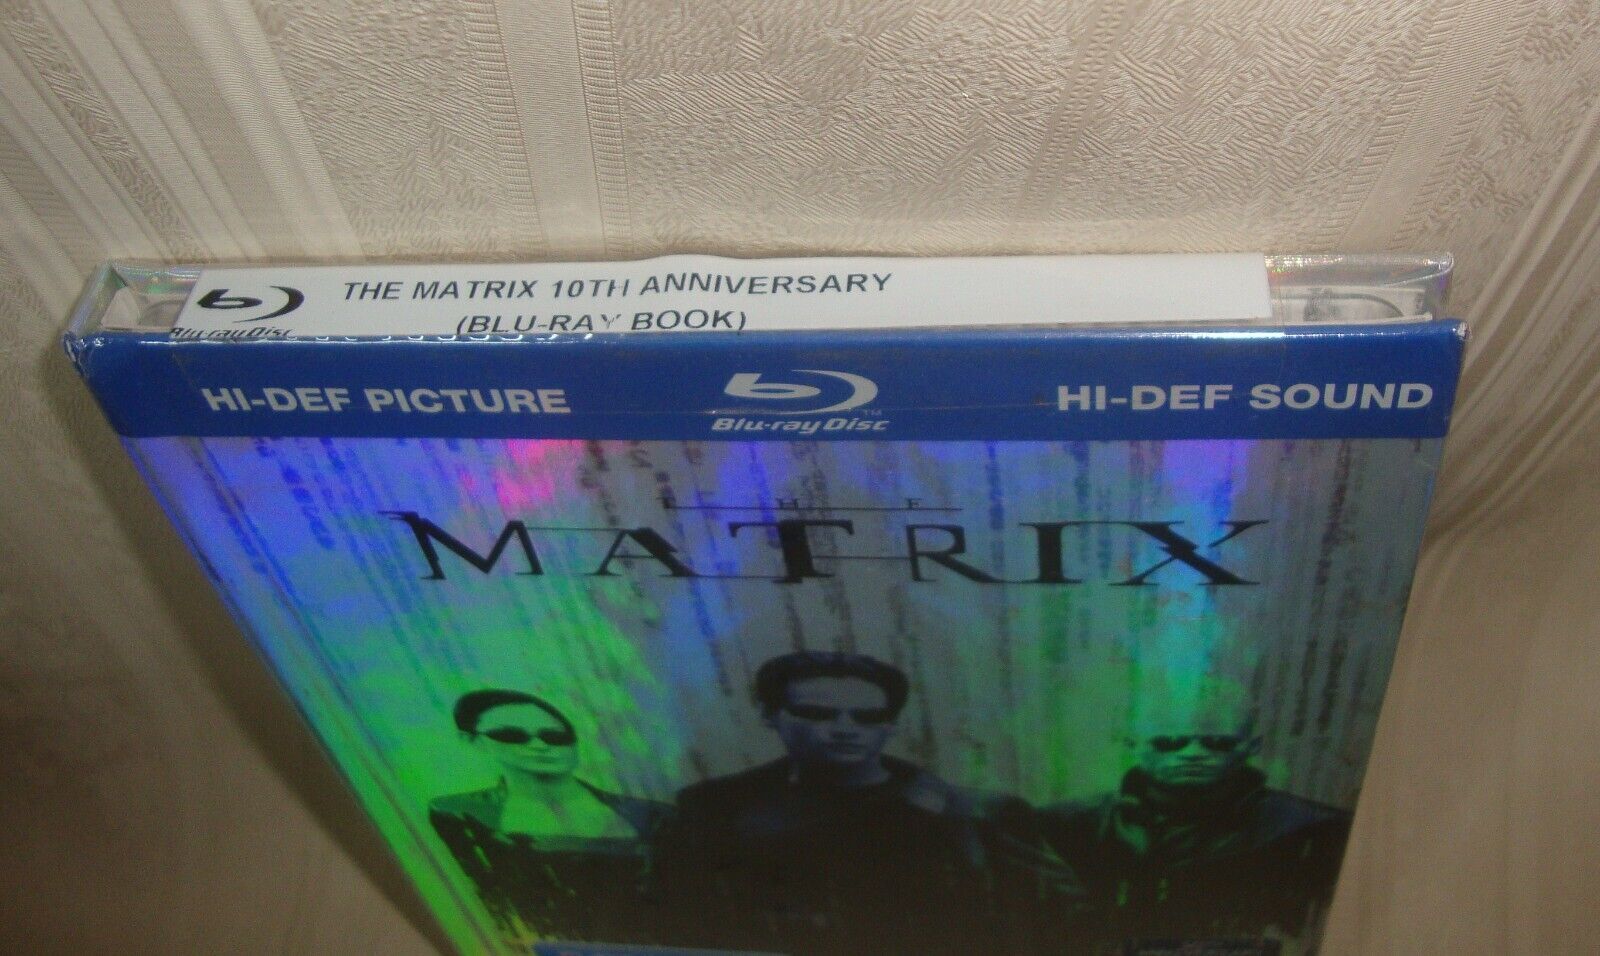 THE MATRIX 10TH ANNIVERSARY
(BLU-RAY BOOK)
Blu-ray Disc
HI-DEF PICTURE
Blu-ray Disc™
HI-DEF SOUND
THE
MATRIX